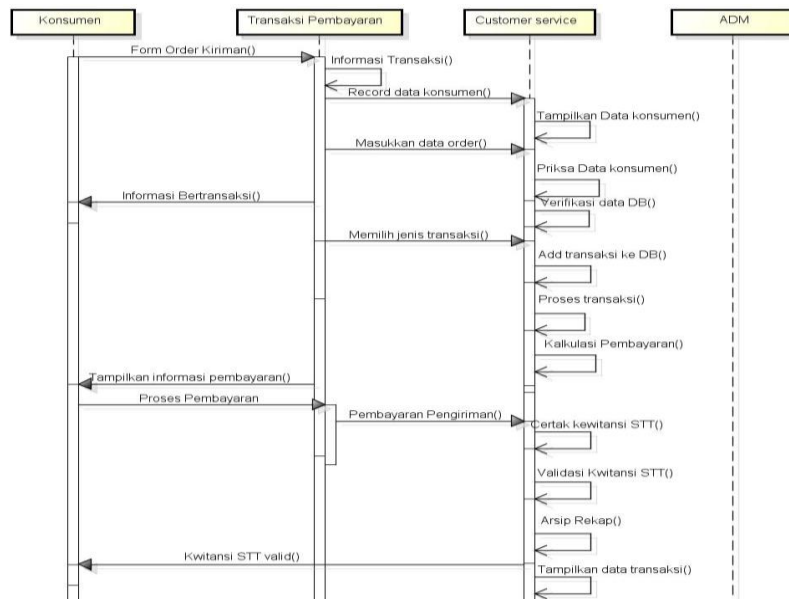 Konsumen
Transaksi Pembayaran
Customer service
ADM
Form Order Kiriman()
Informasi Transaksi()
Record data konsumen()
Tampilkan Data konsumen()
Masukkan data order()
Priksa Data konsumen()
Informasi Bertransaksi()
Verifikasi data DB()
Memilih jenis transaksi()
Add transaksi ke DB()
Proses transaksi()
Kalkulasi Pembayaran()
Tampilkan informasi pembayaran()
Proses Pembayaran
Pembayaran Pengiriman()
Certak kewitansi STT()
Validasi Kwitansi STT()
Arsip Rekap()
Kwitansi STT valid()
Tampilkan data transaksi()